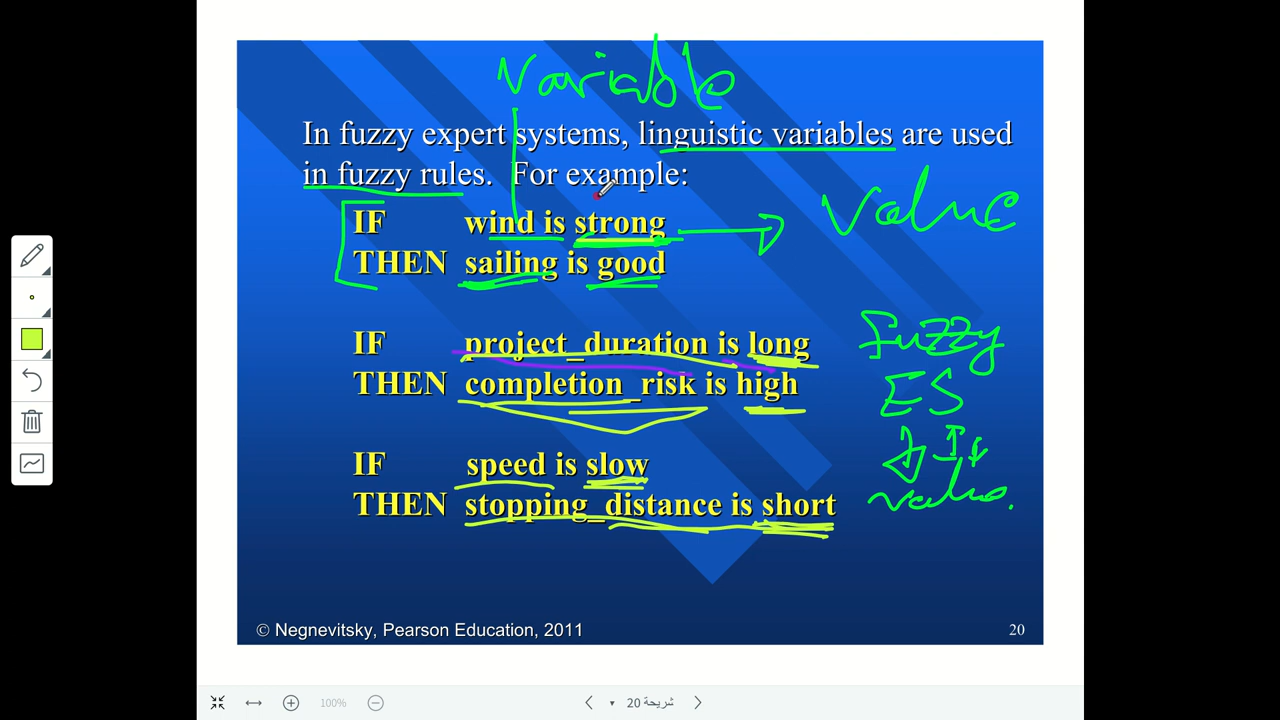 Variable
In fuzzy expert systems, linguistic variables are used
in fuzzy rules. For example:
IF wind is strong
Value
THEN sailing is good
IF project_duration is long
Fuzzy
THEN completion_risk is high
ES
IF speed is slow
THEN stopping_distance is short
value.
© Negnevitsky, Pearson Education, 2011
20
100%
شريحة 20